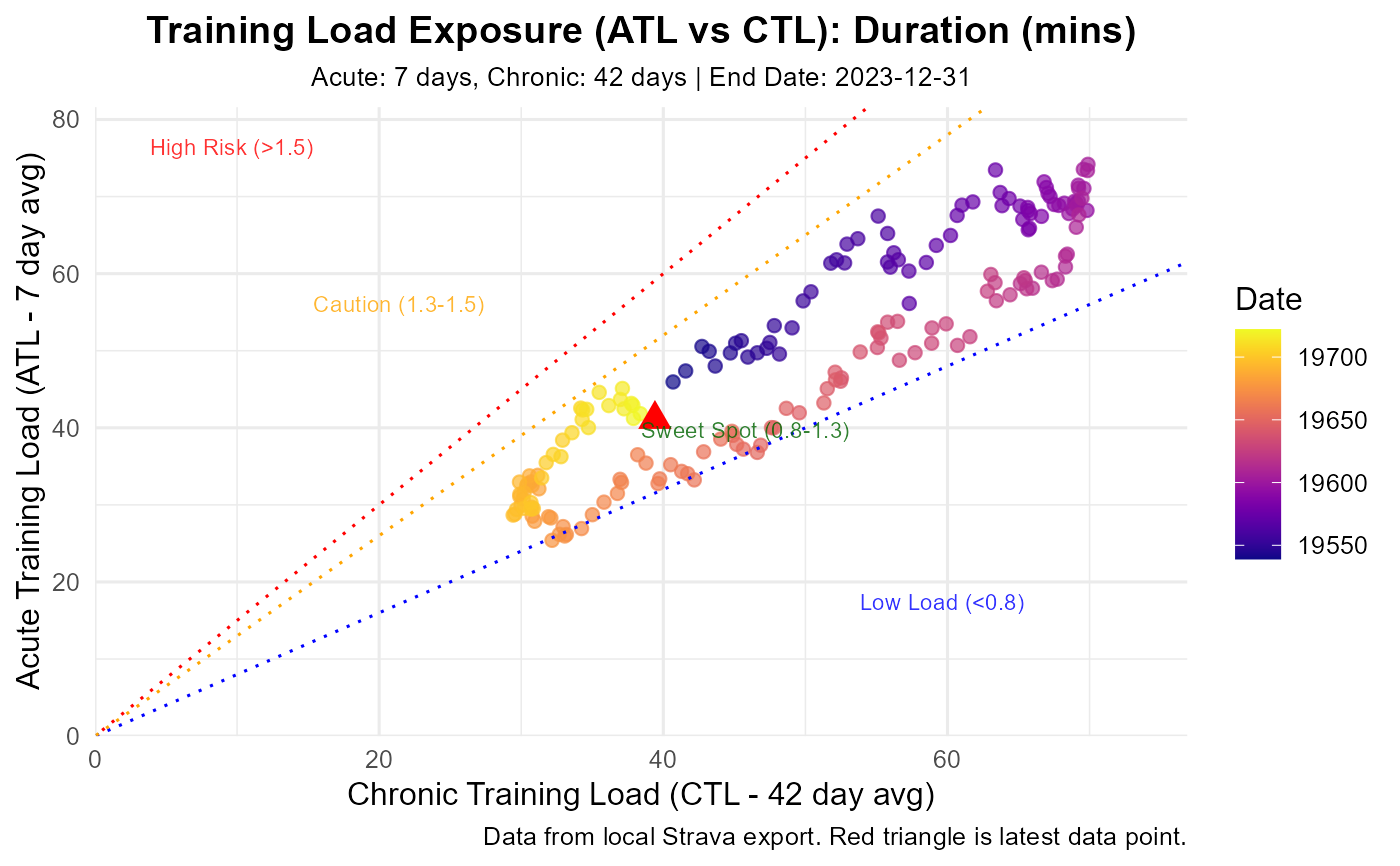 Training Load Exposure (ATL vs CTL): Duration (mins)
Acute: 7 days, Chronic: 42 days | End Date: 2023-12-31
Acute Training Load (ATL - 7 day avg)
80
60
40
20
0
High Risk (>1.5)
Caution (1.3-1.5)
Sweet Spot (0.8-1.3)
Low Load (<0.8)
0 20 40 60
Chronic Training Load (CTL - 42 day avg)
Date
19700
19650
19600
19550
Data from local Strava export. Red triangle is latest data point.